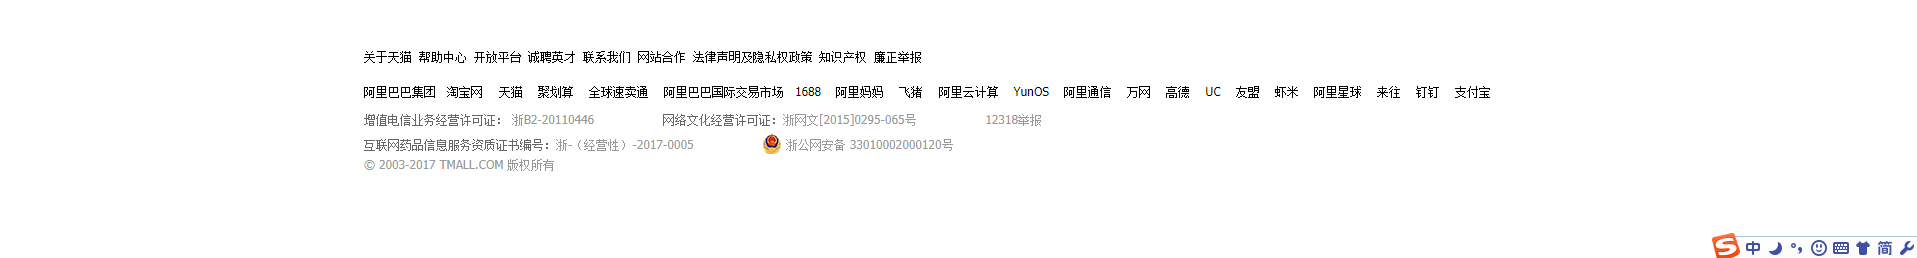 关于天猫 帮助中心 开放平台 诚聘英才 联系我们 网站合作 法律声明及隐私权政策 知识产权 廉正举报
阿里巴巴集团 淘宝网 天猫 聚划算 全球速卖通 阿里巴巴国际交易市场 1688 阿里妈妈 飞猪 阿里云计算 YunOS 阿里通信 万网 高德 UC 友盟 虾米 阿里星球 来往 钉钉 支付宝
增值电信业务经营许可证： 浙B2-20110446 网络文化经营许可证：浙网文[2015]0295-065号 12318举报
互联网药品信息服务资质证书编号：浙-（经营性）-2017-0005 浙公网安备 33010002000120号
© 2003-2017 TMALL.COM 版权所有
S 中 简